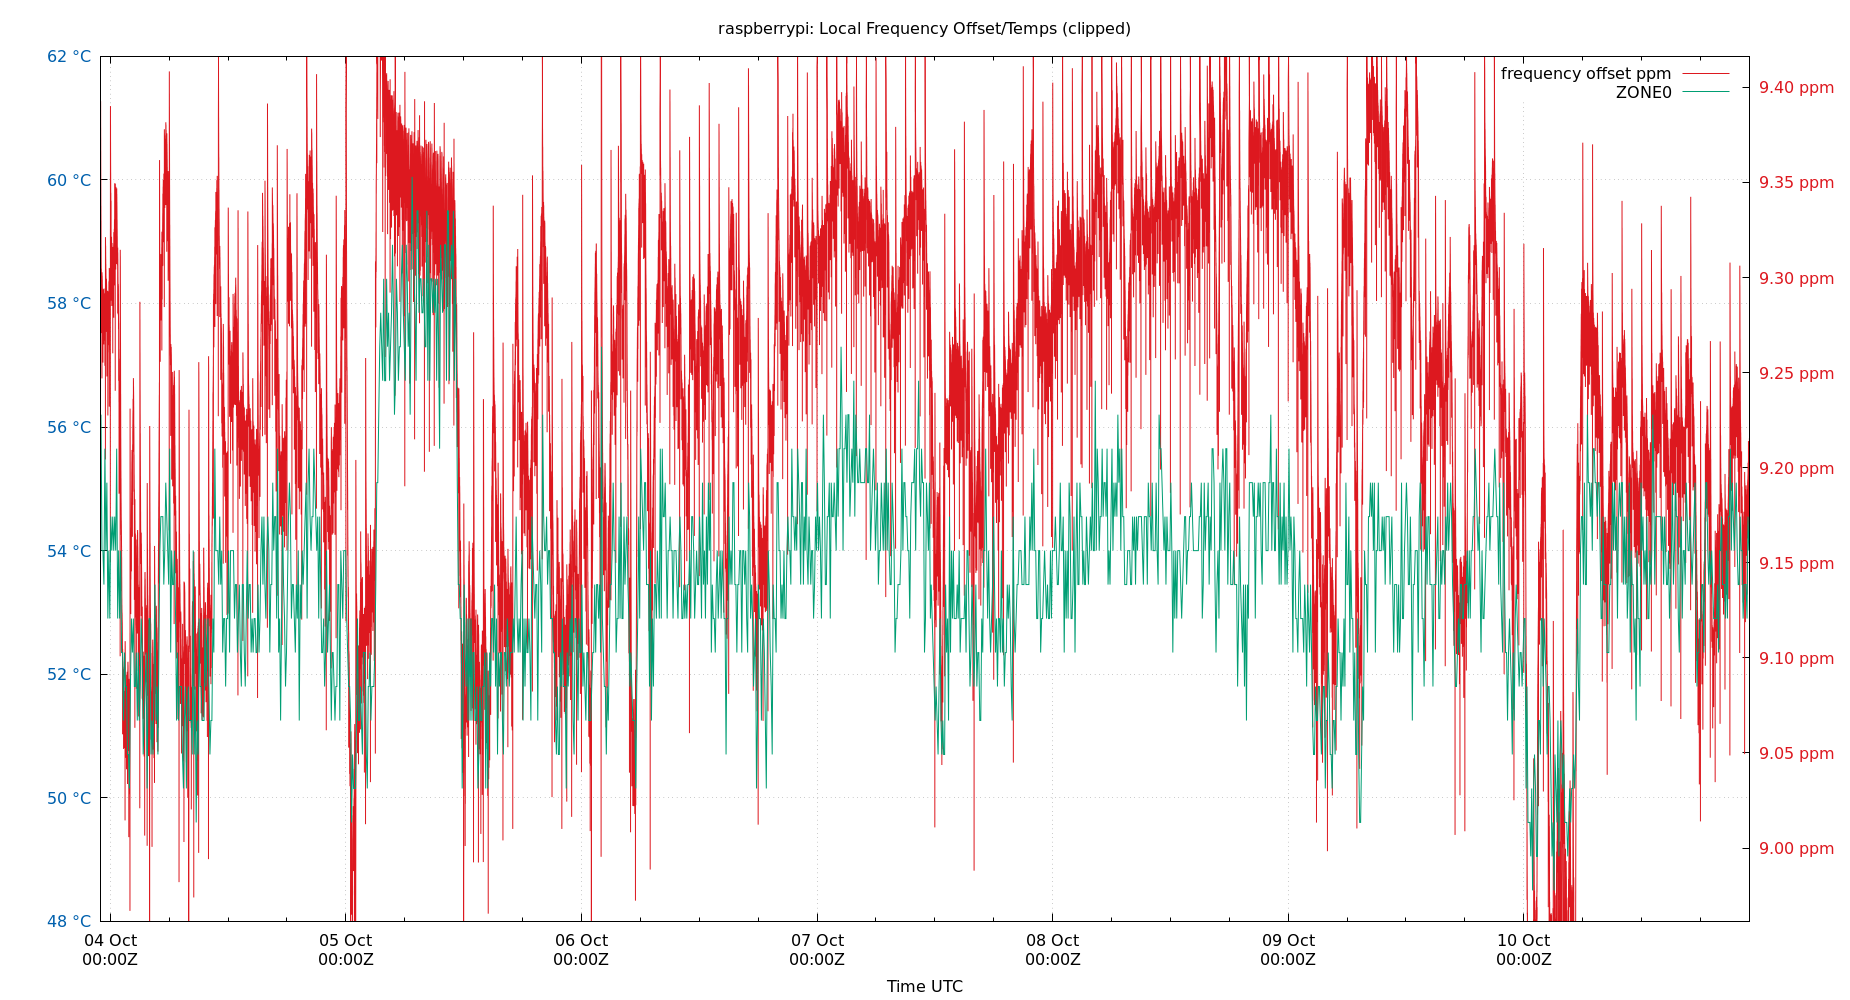 raspberrypi: Local Frequency Offset/Temps (clipped)
62 °C
60 °C
58 °C
56 °C
54 °C
52 °C
50 °C
48 °C
frequency offset ppm
ZONE0
9.40 ppm
9.35 ppm
9.30 ppm
9.25 ppm
9.20 ppm
9.15 ppm
9.10 ppm
9.05 ppm
9.00 ppm
04 Oct 05 Oct 06 Oct 07 Oct 08 Oct 09 Oct 10 Oct
00:00Z 00:00Z 00:00Z 00:00Z 00:00Z 00:00Z 00:00Z
Time UTC